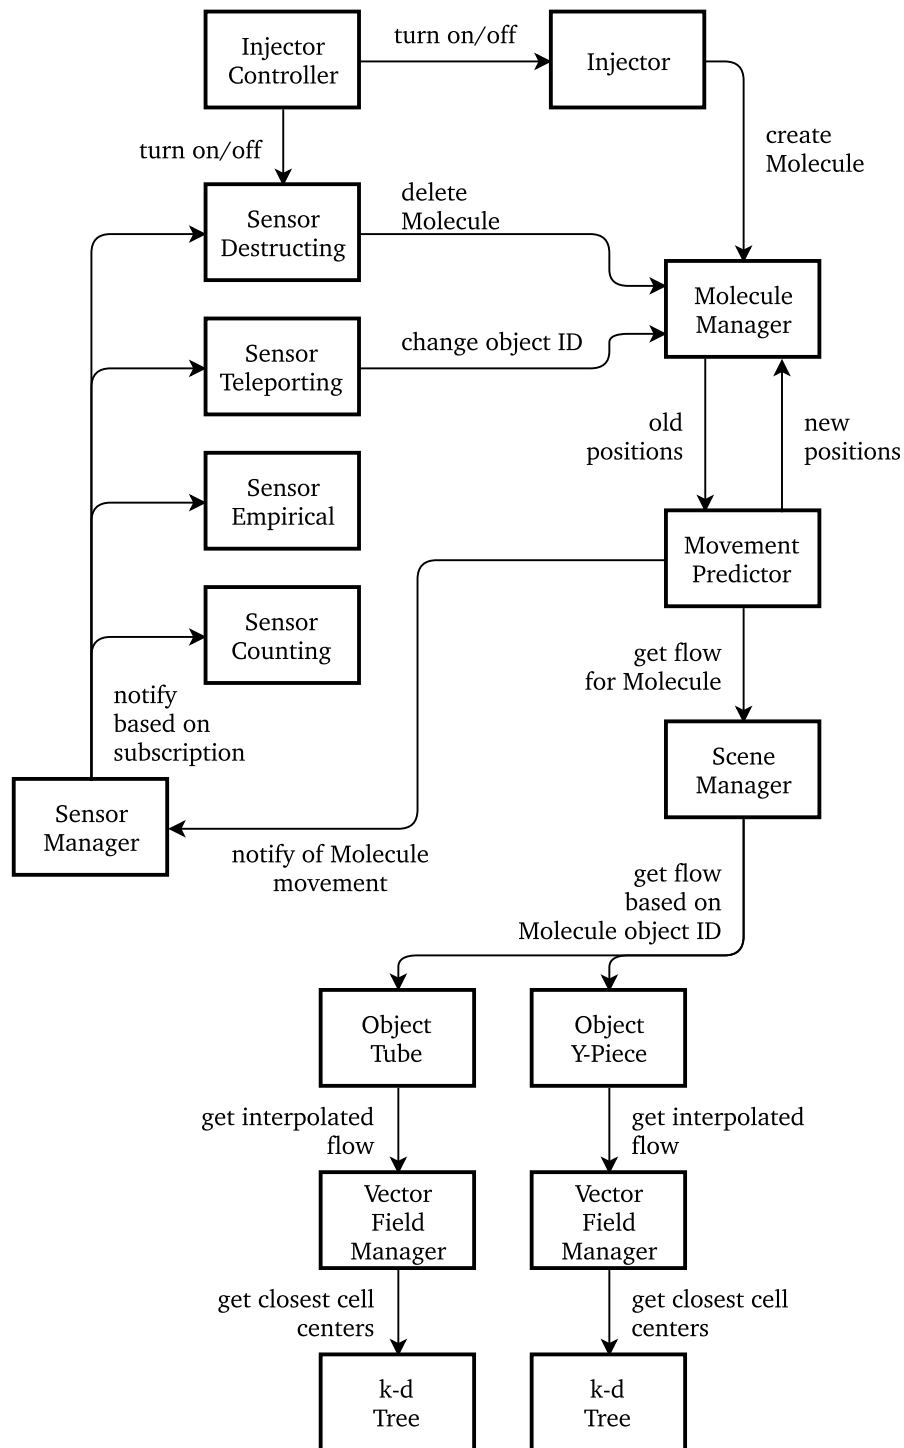 Injector
Controller
turn on/off
Injector
turn on/off
create
Molecule
Sensor
Destructing
delete
Molecule
Molecule
Manager
Sensor
Teleporting
change object ID
old
positions
new
positions
Sensor
Empirical
Movement
Predictor
Sensor
Counting
get flow
for Molecule
notify
based on
subscription
Scene
Manager
Sensor
Manager
notify of Molecule
movement
get flow
based on
Molecule object ID
Object
Tube
Object
Y-Piece
get interpolated
flow
get interpolated
flow
Vector
Field
Manager
Vector
Field
Manager
get closest cell
centers
get closest cell
centers
k-d
Tree
k-d
Tree